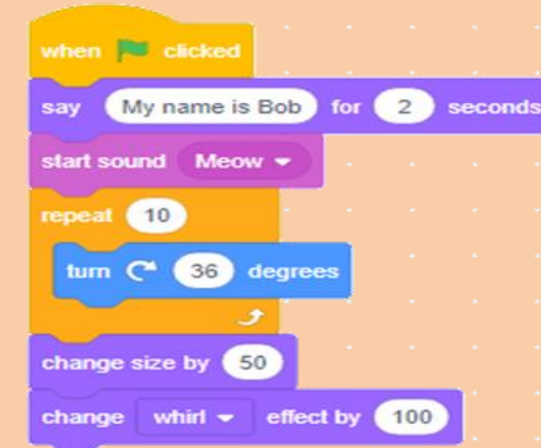 when clicked
say My name is Bob for 2 seconds
start sound Meow
repeat 10
turn 36 degrees
change size by 50
change whirl effect by 100